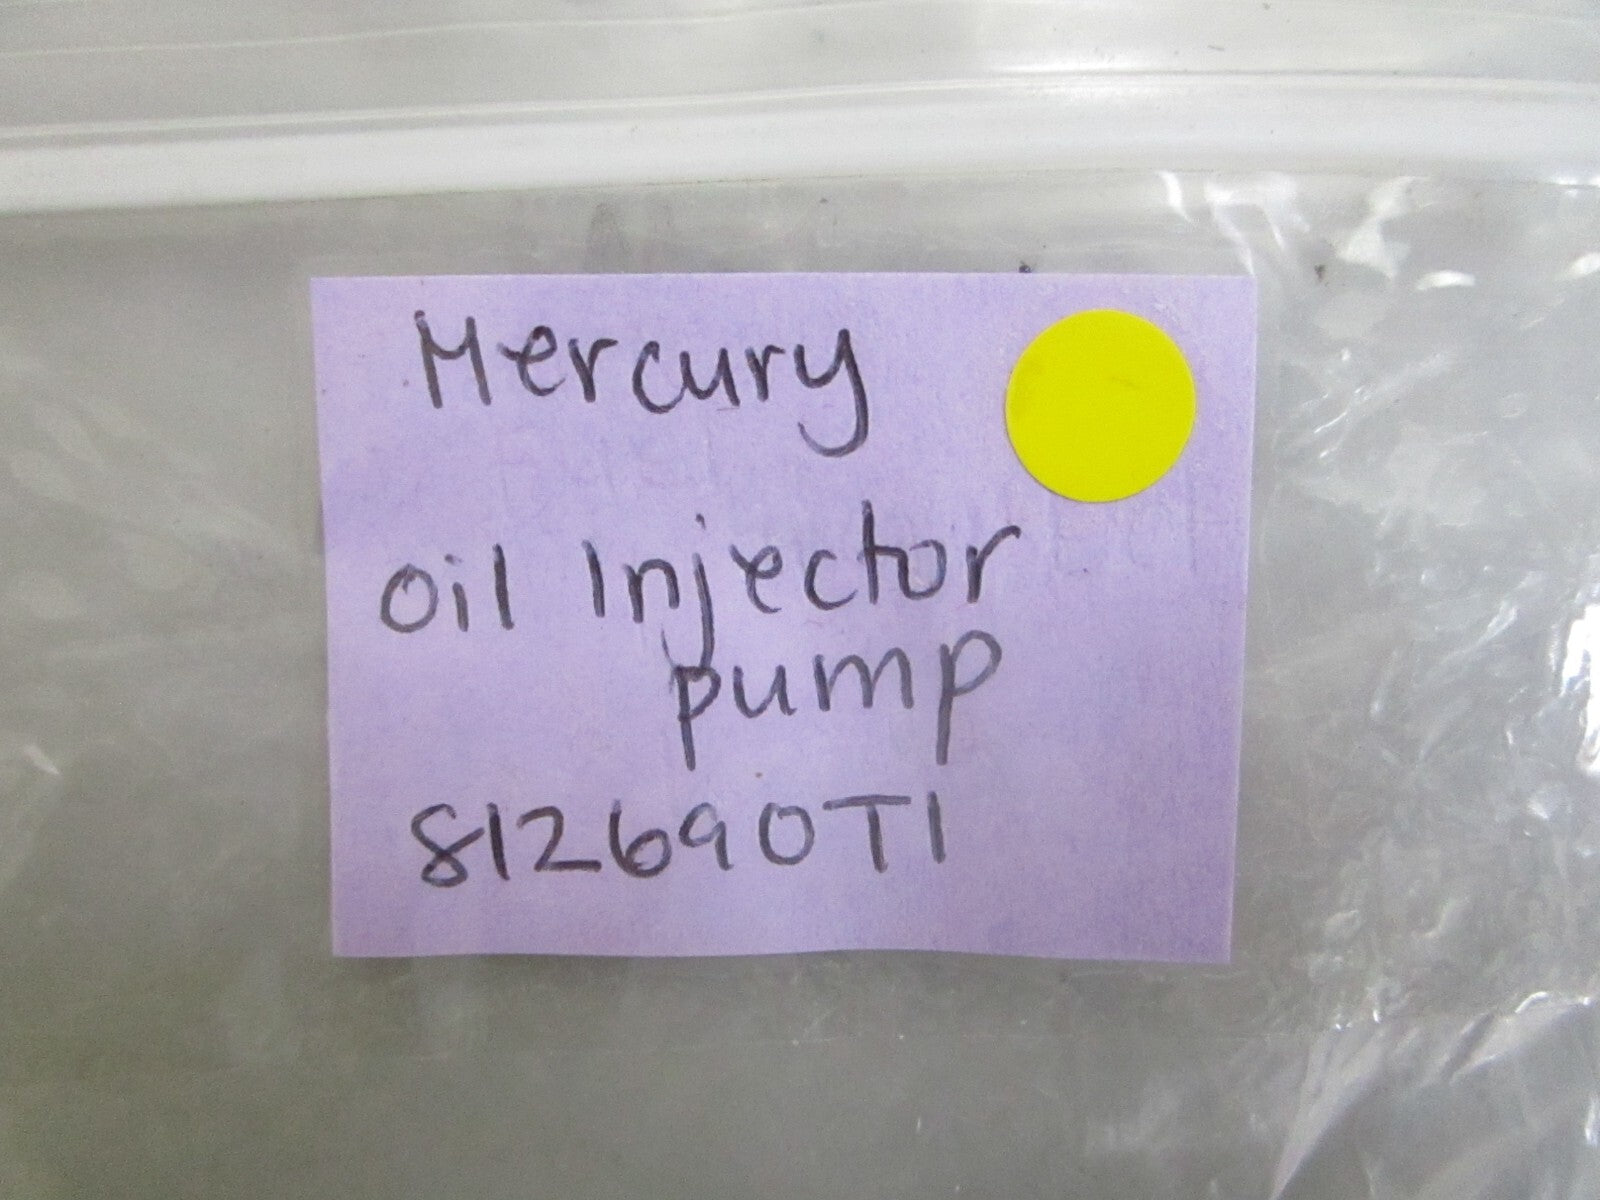 Mercury
Oil Injector
pump
812690T1